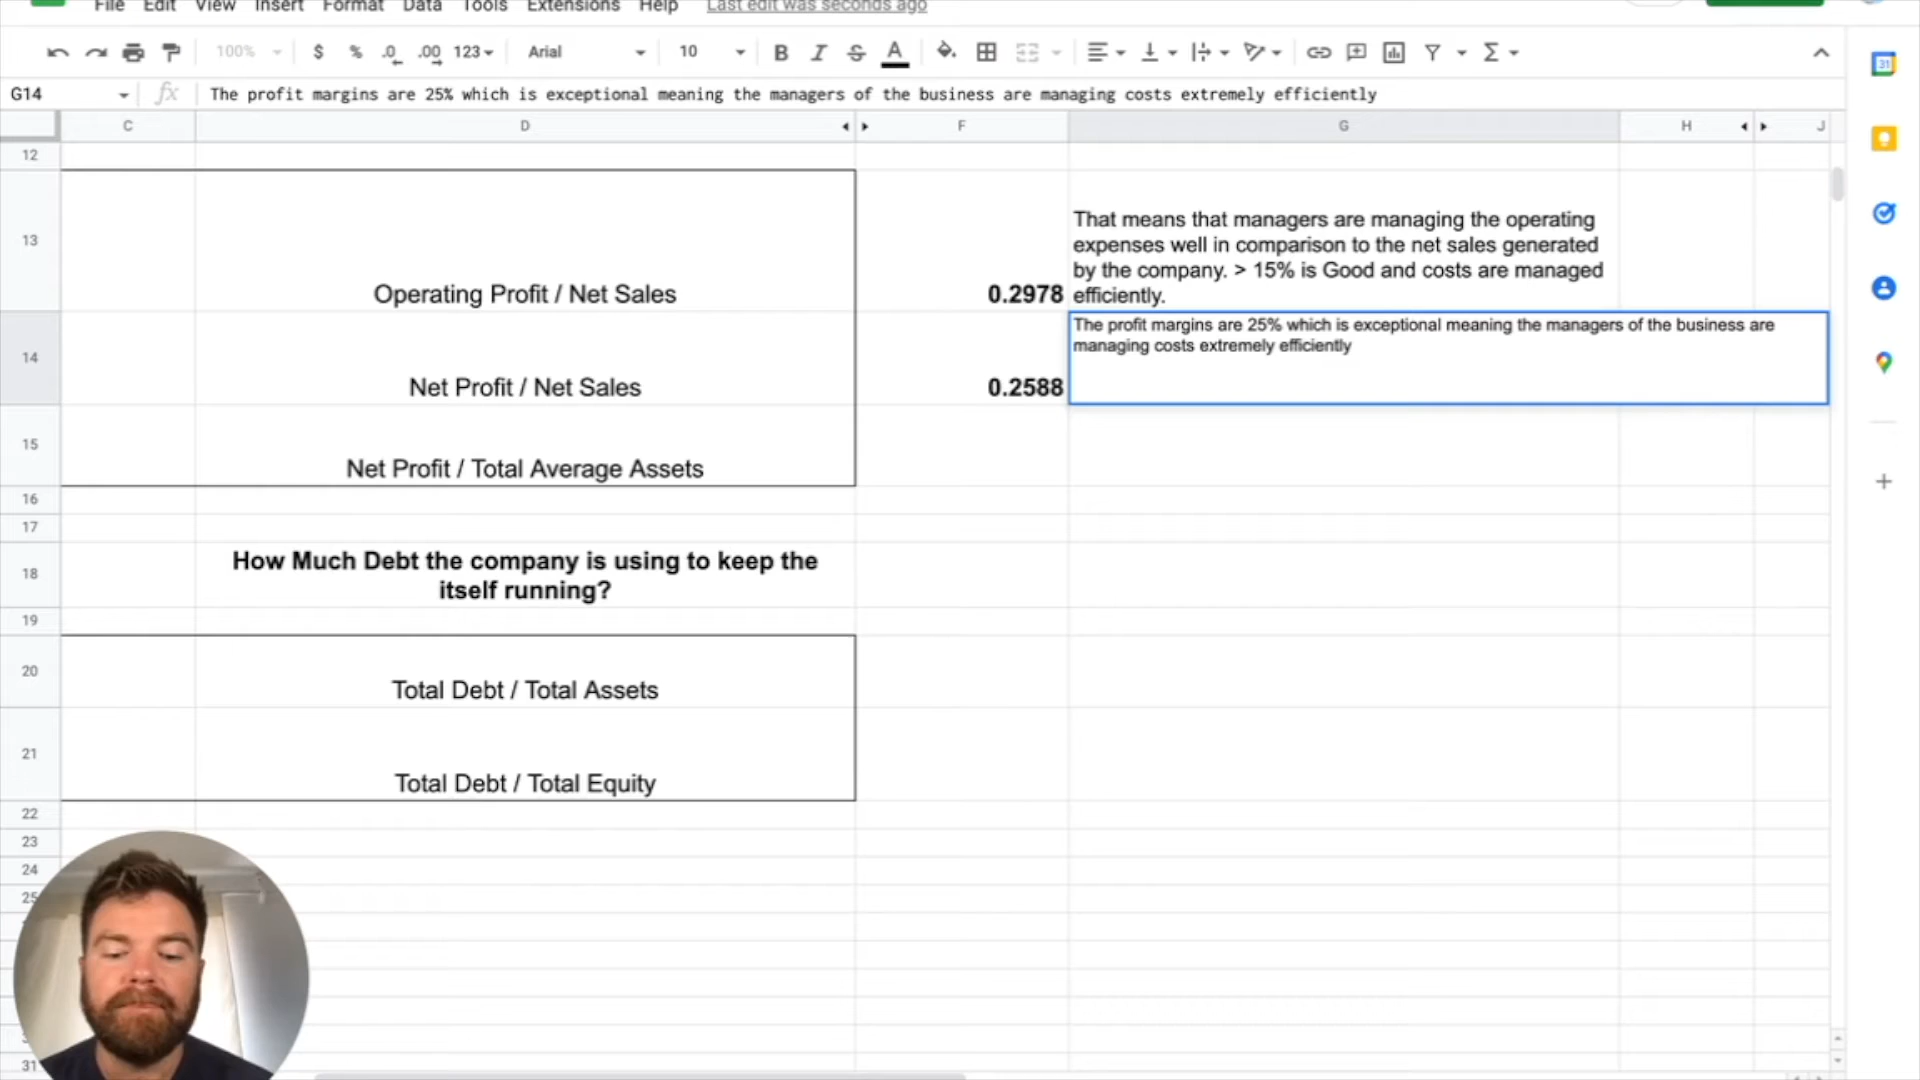 File Edit View Insert Format Data Tools Extensions Help Last edit was seconds ago
100% $ % .0 .00 123 Arial 10 B I S A
G14 fx The profit margins are 25% which is exceptional meaning the managers of the business are managing costs extremely efficiently
C D F G H J
12
13
Operating Profit / Net Sales
0.2978
That means that managers are managing the operating
expenses well in comparison to the net sales generated
by the company. > 15% is Good and costs are managed
efficiently.
14
Net Profit / Net Sales
0.2588
The profit margins are 25% which is exceptional meaning the managers of the business are
managing costs extremely efficiently
15
Net Profit / Total Average Assets
16
17
18
How Much Debt the company is using to keep the
itself running?
19
20
Total Debt / Total Assets
21
Total Debt / Total Equity
22
23
24
25
31
31